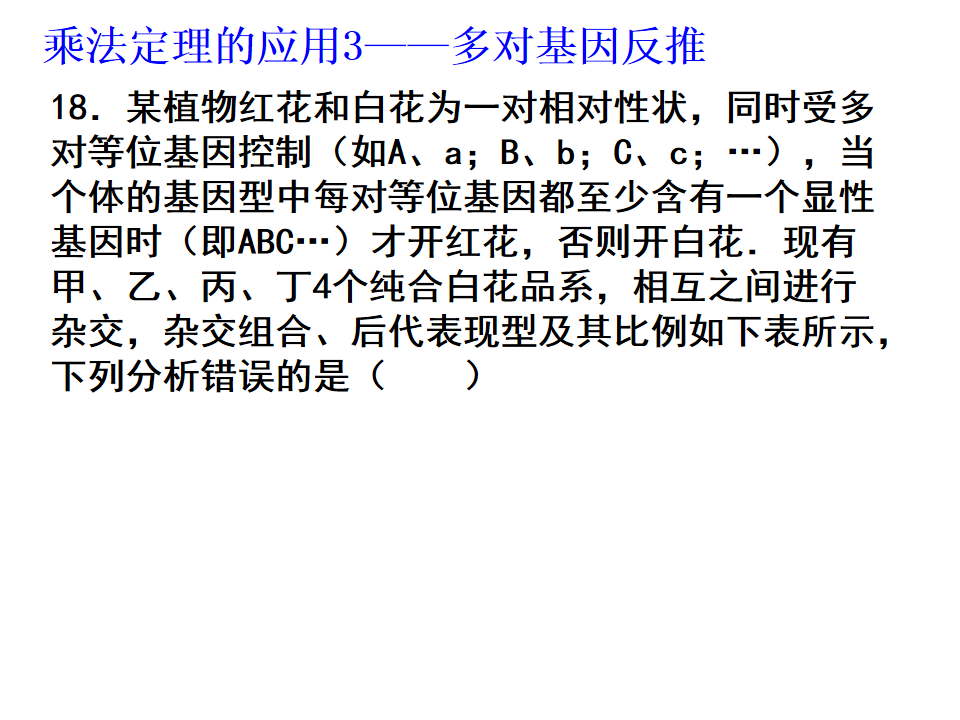 乘法定理的应用3——多对基因反推
18．某植物红花和白花为一对相对性状，同时受多
对等位基因控制（如A、a；B、b；C、c；…），当
个体的基因型中每对等位基因都至少含有一个显性
基因时（即ABC…）才开红花，否则开白花．现有
甲、乙、丙、丁4个纯合白花品系，相互之间进行
杂交，杂交组合、后代表现型及其比例如下表所示，
下列分析错误的是（　　）